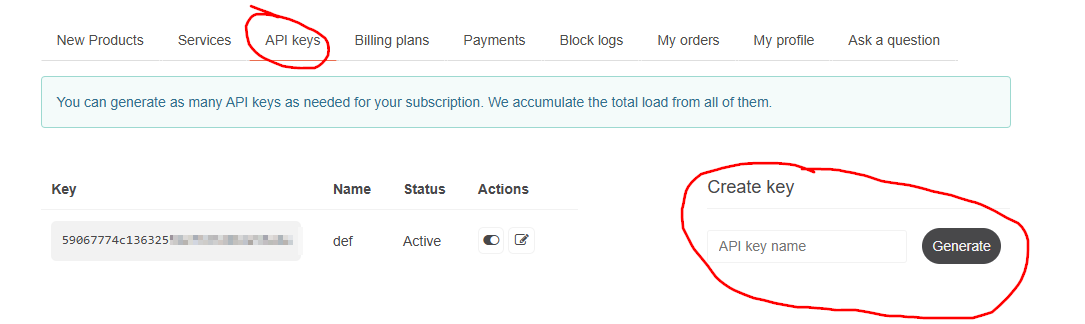 New Products Services API keys Billing plans Payments Block logs My orders My profile Ask a question
You can generate as many API keys as needed for your subscription. We accumulate the total load from all of them.
Key Name Status Actions
59067774c136325 def Active
Create key
API key name Generate